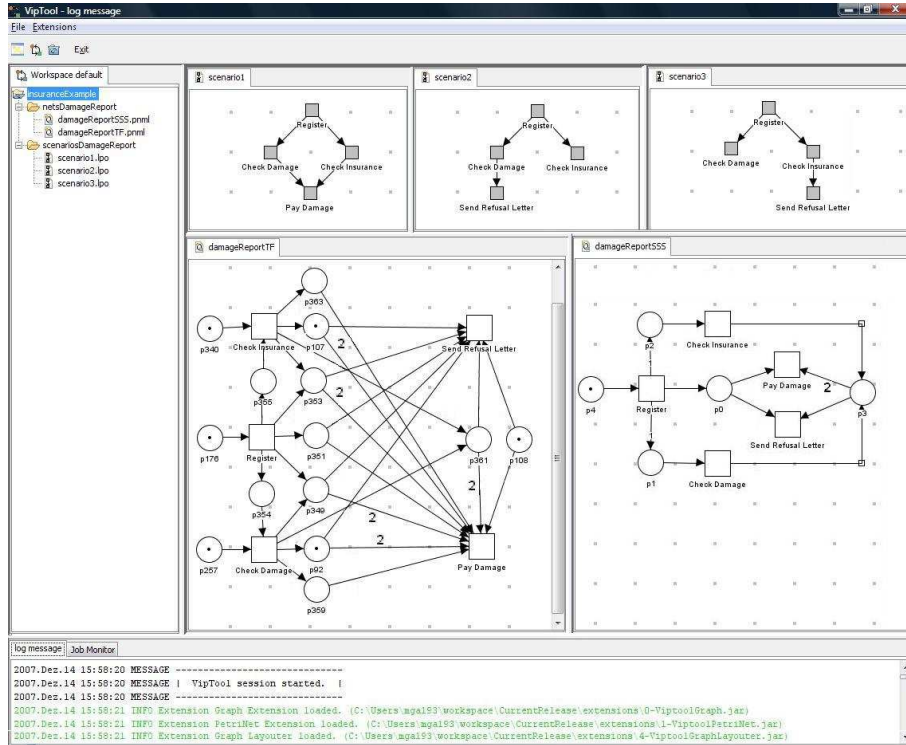 VipTool - log message
File Extensions
Exit
Workspace default
insuranceExample
netsDamageReport
damageReportSSS.pnml
damageReportTF.pnml
scenariosDamageReport
scenario1.lpo
scenario2.lpo
scenario3.lpo
scenario1
Register
Check Damage Check Insurance
Pay Damage
scenario2
Register
Check Damage Check Insurance
Send Refusal Letter
scenario3
Register
Check Damage Check Insurance
Send Refusal Letter
damageReportTF
p363
p340 Check Insurance p107 2 Send Refusal Letter
p355 p353 2
p176 Register p351 p361 p108
p354 p349 2 2
p257 Check Damage p92 2 Pay Damage
p359
damageReportSSS
p2 Check Insurance
1 Pay Damage 2
p4 Register p0 p3
1 Send Refusal Letter
p1 Check Damage
log message Job Monitor
2007.Dez.14 15:58:20 MESSAGE ------------------------------
2007.Dez.14 15:58:20 MESSAGE | VipTool session started. |
2007.Dez.14 15:58:20 MESSAGE ------------------------------
2007.Dez.14 15:58:21 INFO Extension Graph Extension loaded. (C:\Users\mgal93\workspace\CurrentRelease\extensions\0-ViptoolGraph.jar)
2007.Dez.14 15:58:21 INFO Extension PetriNet Extension loaded. (C:\Users\mgal93\workspace\CurrentRelease\extensions\1-ViptoolPetriNet.jar)
2007.Dez.14 15:58:21 INFO Extension Graph Layouter loaded. (C:\Users\mgal93\workspace\CurrentRelease\extensions\4-ViptoolGraphLayouter.jar)